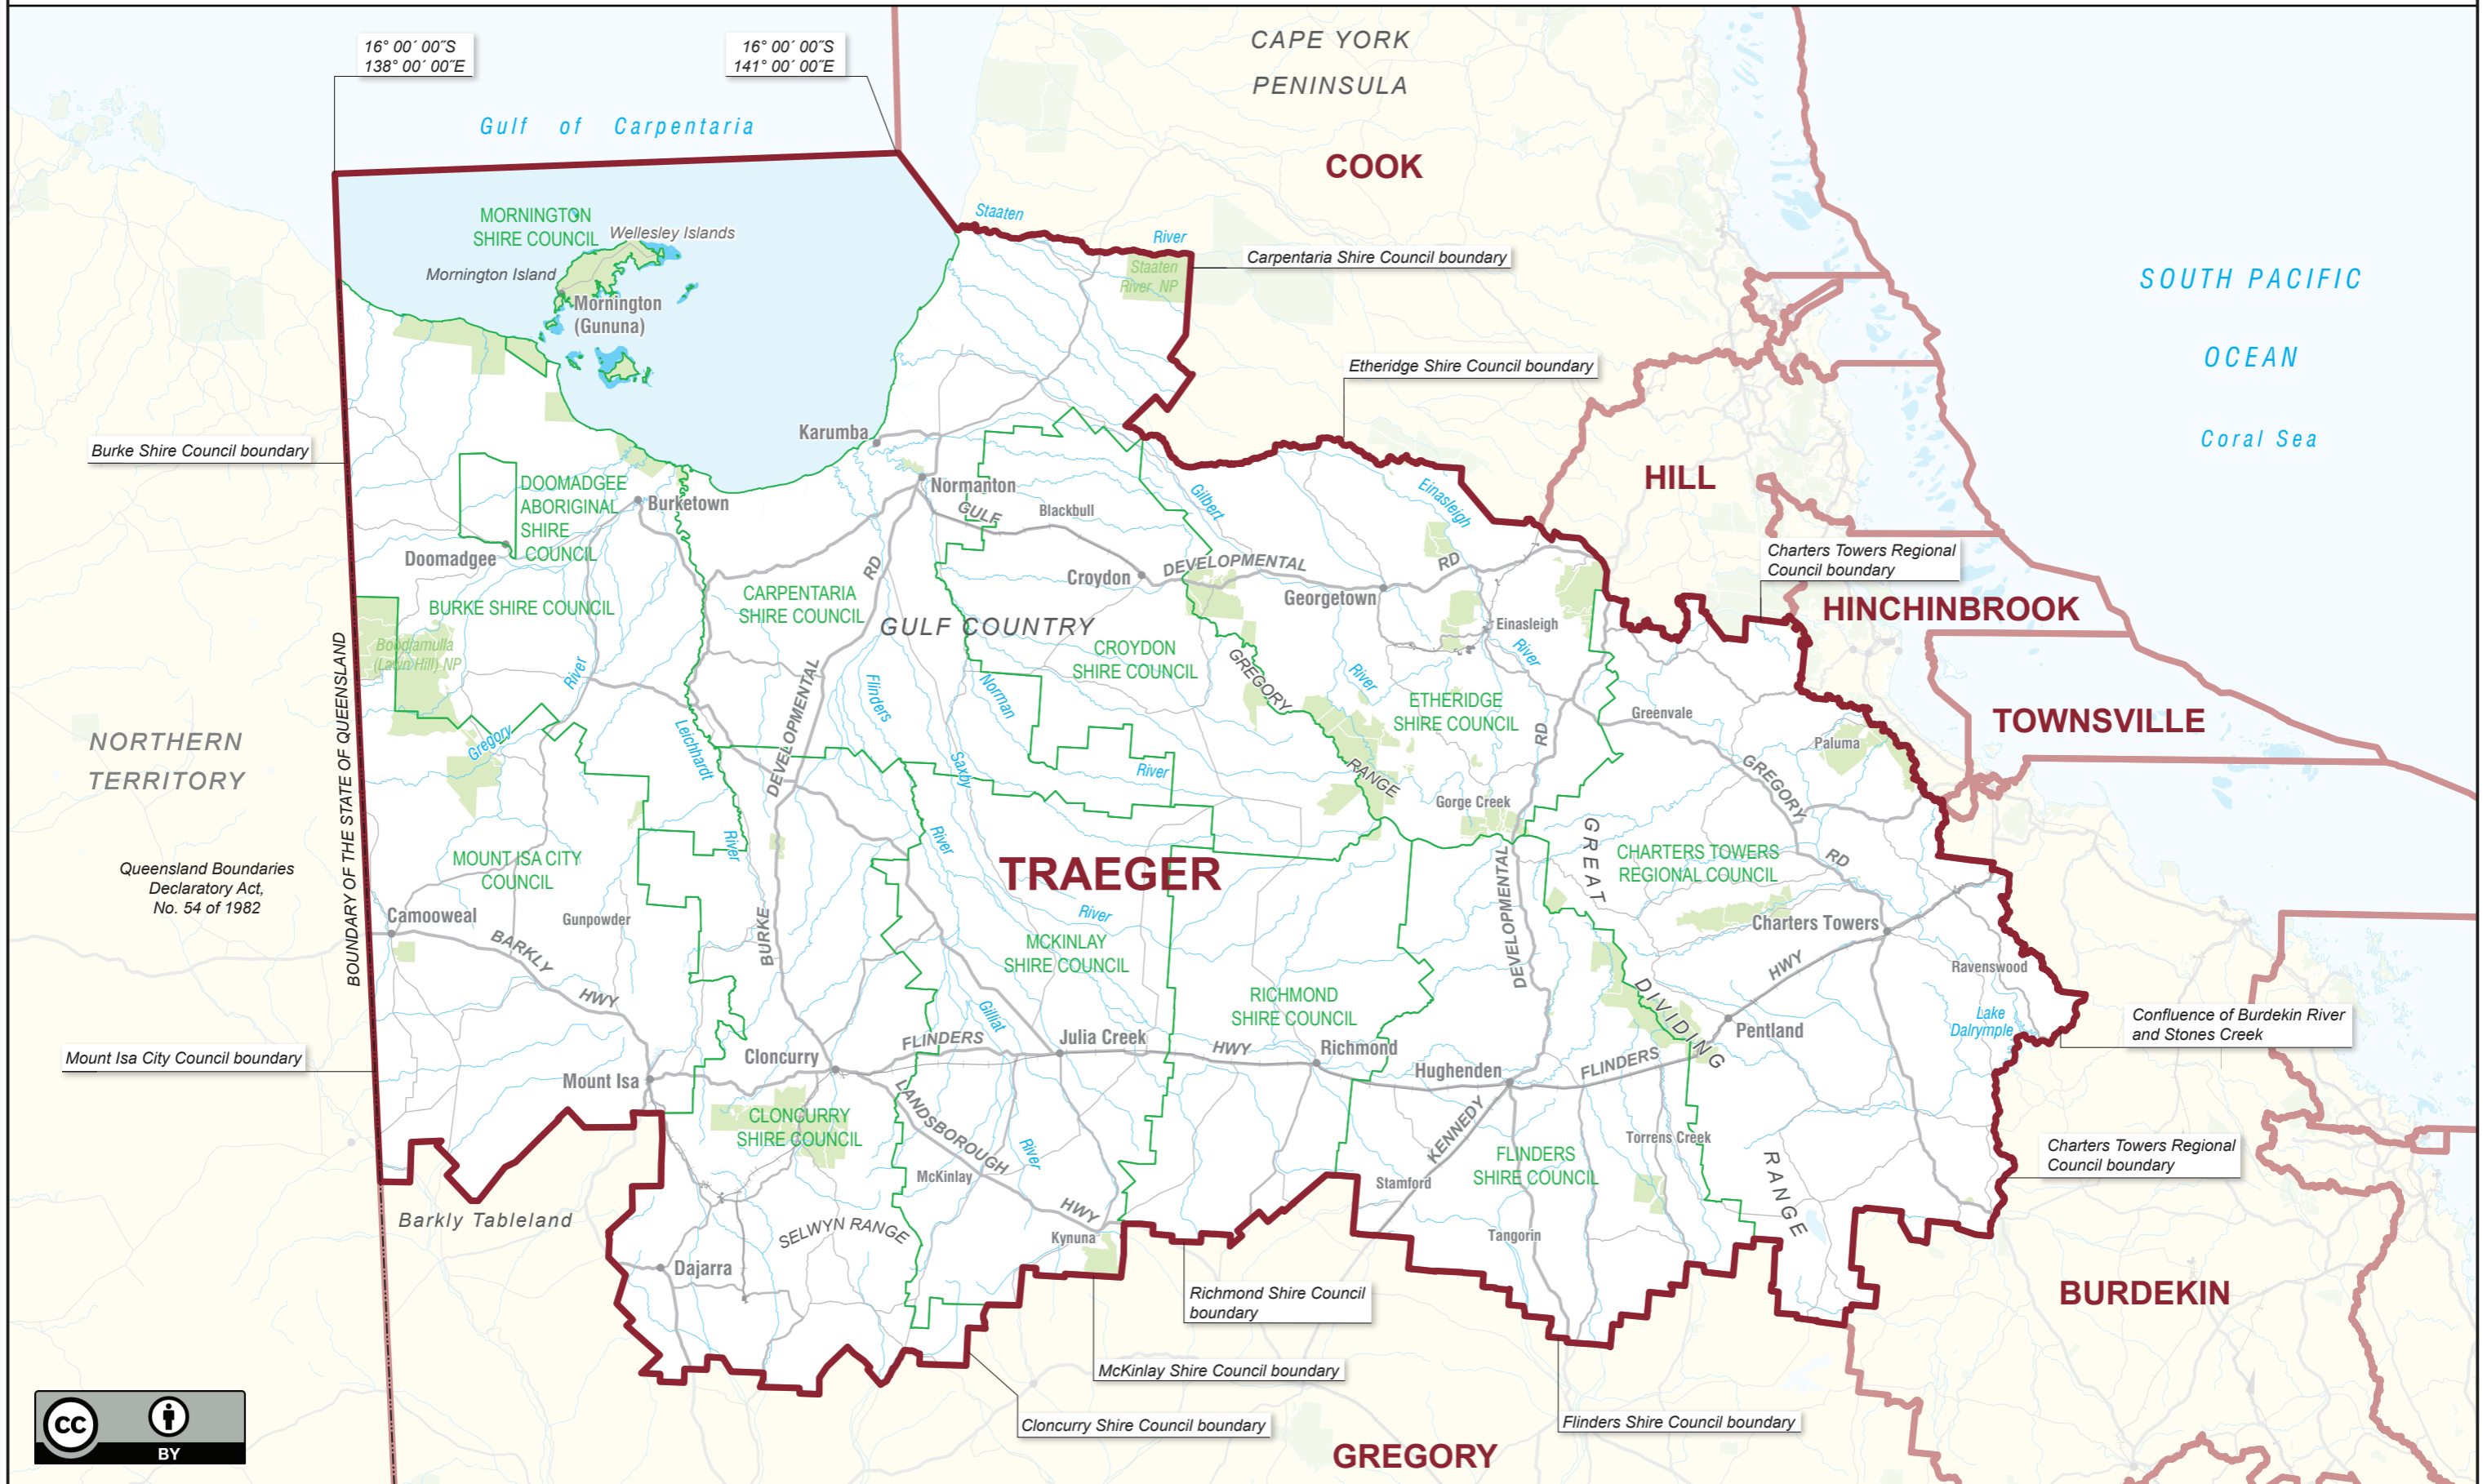 16° 00´ 00˝S
138° 00´ 00˝E
16° 00´ 00˝S
141° 00´ 00˝E
CAPE YORK
PENINSULA
Gulf of Carpentaria
COOK
MORNINGTON
SHIRE COUNCIL
Wellesley Islands
Mornington Island
Mornington
(Gununa)
Staaten
River
Staaten
River NP
Carpentaria Shire Council boundary
SOUTH PACIFIC
OCEAN
Coral Sea
Etheridge Shire Council boundary
Burke Shire Council boundary
Karumba
HILL
DOOMADGEE
ABORIGINAL
SHIRE
COUNCIL
Burketown
Doomadgee
Normanton
GULF
Blackbull
Gilbert
Einasleigh
Croydon
DEVELOPMENTAL
RD
Georgetown
Charters Towers Regional
Council boundary
HINCHINBROOK
BURKE SHIRE COUNCIL
CARPENTARIA
SHIRE COUNCIL
RD
GULF COUNTRY
CROYDON
SHIRE COUNCIL
Einasleigh
River
Boodjamulla
(Lawn Hill) NP
River
Gregory
Leichhardt
River
DEVELOPMENTAL
BURKE
Flinders
Norman
Saxby
River
River
GREGORY
RANGE
River
ETHERIDGE
SHIRE COUNCIL
RD
Greenvale
Paluma
GREGORY
RD
TOWNSVILLE
NORTHERN
TERRITORY
BOUNDARY OF THE STATE OF QUEENSLAND
Queensland Boundaries
Declaratory Act,
No. 54 of 1982
Gorge Creek
MOUNT ISA CITY
COUNCIL
TRAEGER
GREAT
CHARTERS TOWERS
REGIONAL COUNCIL
Camooweal
Gunpowder
River
DEVELOPMENTAL
Charters Towers
BARKLY
HWY
MCKINLAY
SHIRE COUNCIL
HWY
Ravenswood
RICHMOND
SHIRE COUNCIL
DIVIDING
Gilliat
Lake
Dalrymple
Confluence of Burdekin River
and Stones Creek
Pentland
FLINDERS
Julia Creek
HWY
Richmond
Mount Isa City Council boundary
Cloncurry
Mount Isa
Hughenden
FLINDERS
CLONCURRY
SHIRE COUNCIL
LANDSBOROUGH
HWY
River
KENNEDY
Torrens Creek
FLINDERS
SHIRE COUNCIL
RANGE
Charters Towers Regional
Council boundary
McKinlay
Stamford
Barkly Tableland
SELWYN RANGE
Kynuna
Tangorin
Dajarra
Richmond Shire Council
boundary
BURDEKIN
McKinlay Shire Council boundary
Cloncurry Shire Council boundary
Flinders Shire Council boundary
GREGORY
cc
BY